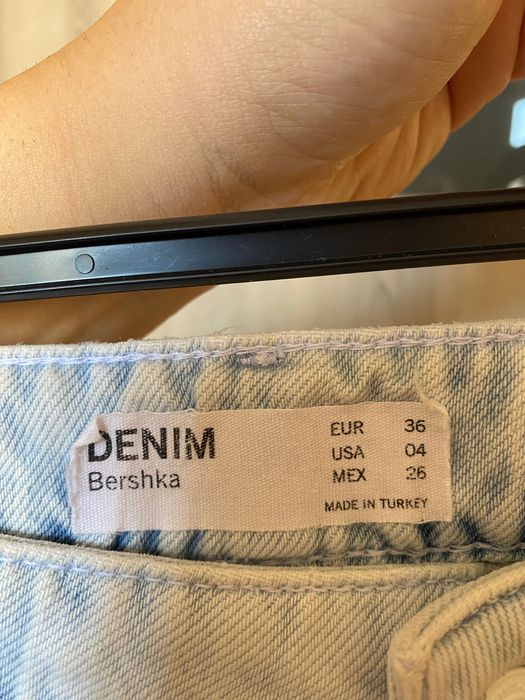 DENIM
Bershka
EUR 36
USA 04
MEX 26
MADE IN TURKEY